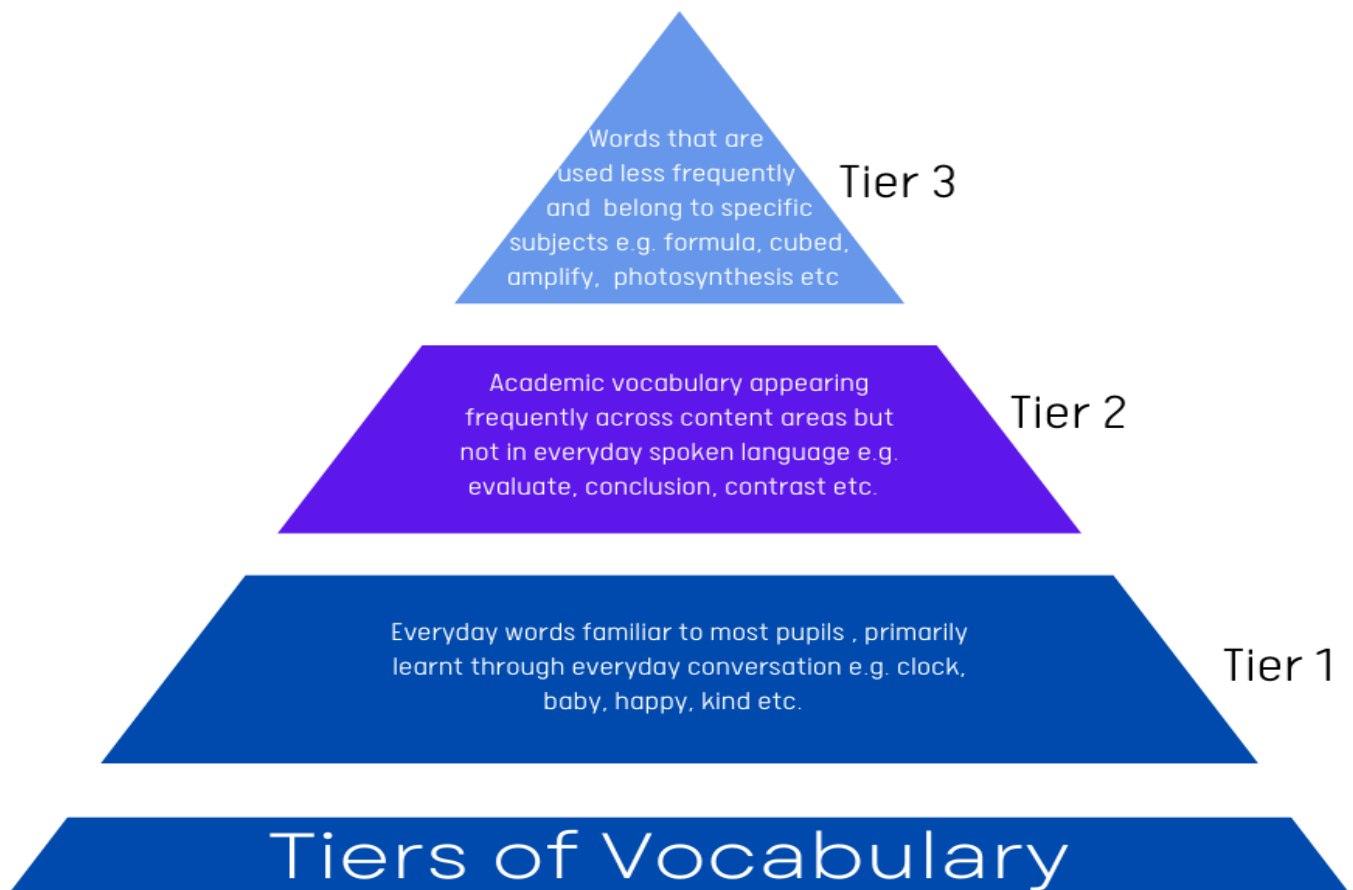 Words that are
used less frequently
and belong to specific
subjects e.g. formula, cubed,
amplify, photosynthesis etc
Tier 3
Academic vocabulary appearing
frequently across content areas but
not in everyday spoken language e.g.
evaluate, conclusion, contrast etc.
Tier 2
Everyday words familiar to most pupils , primarily
learnt through everyday conversation e.g. clock,
baby, happy, kind etc.
Tier 1
Tiers of Vocabulary